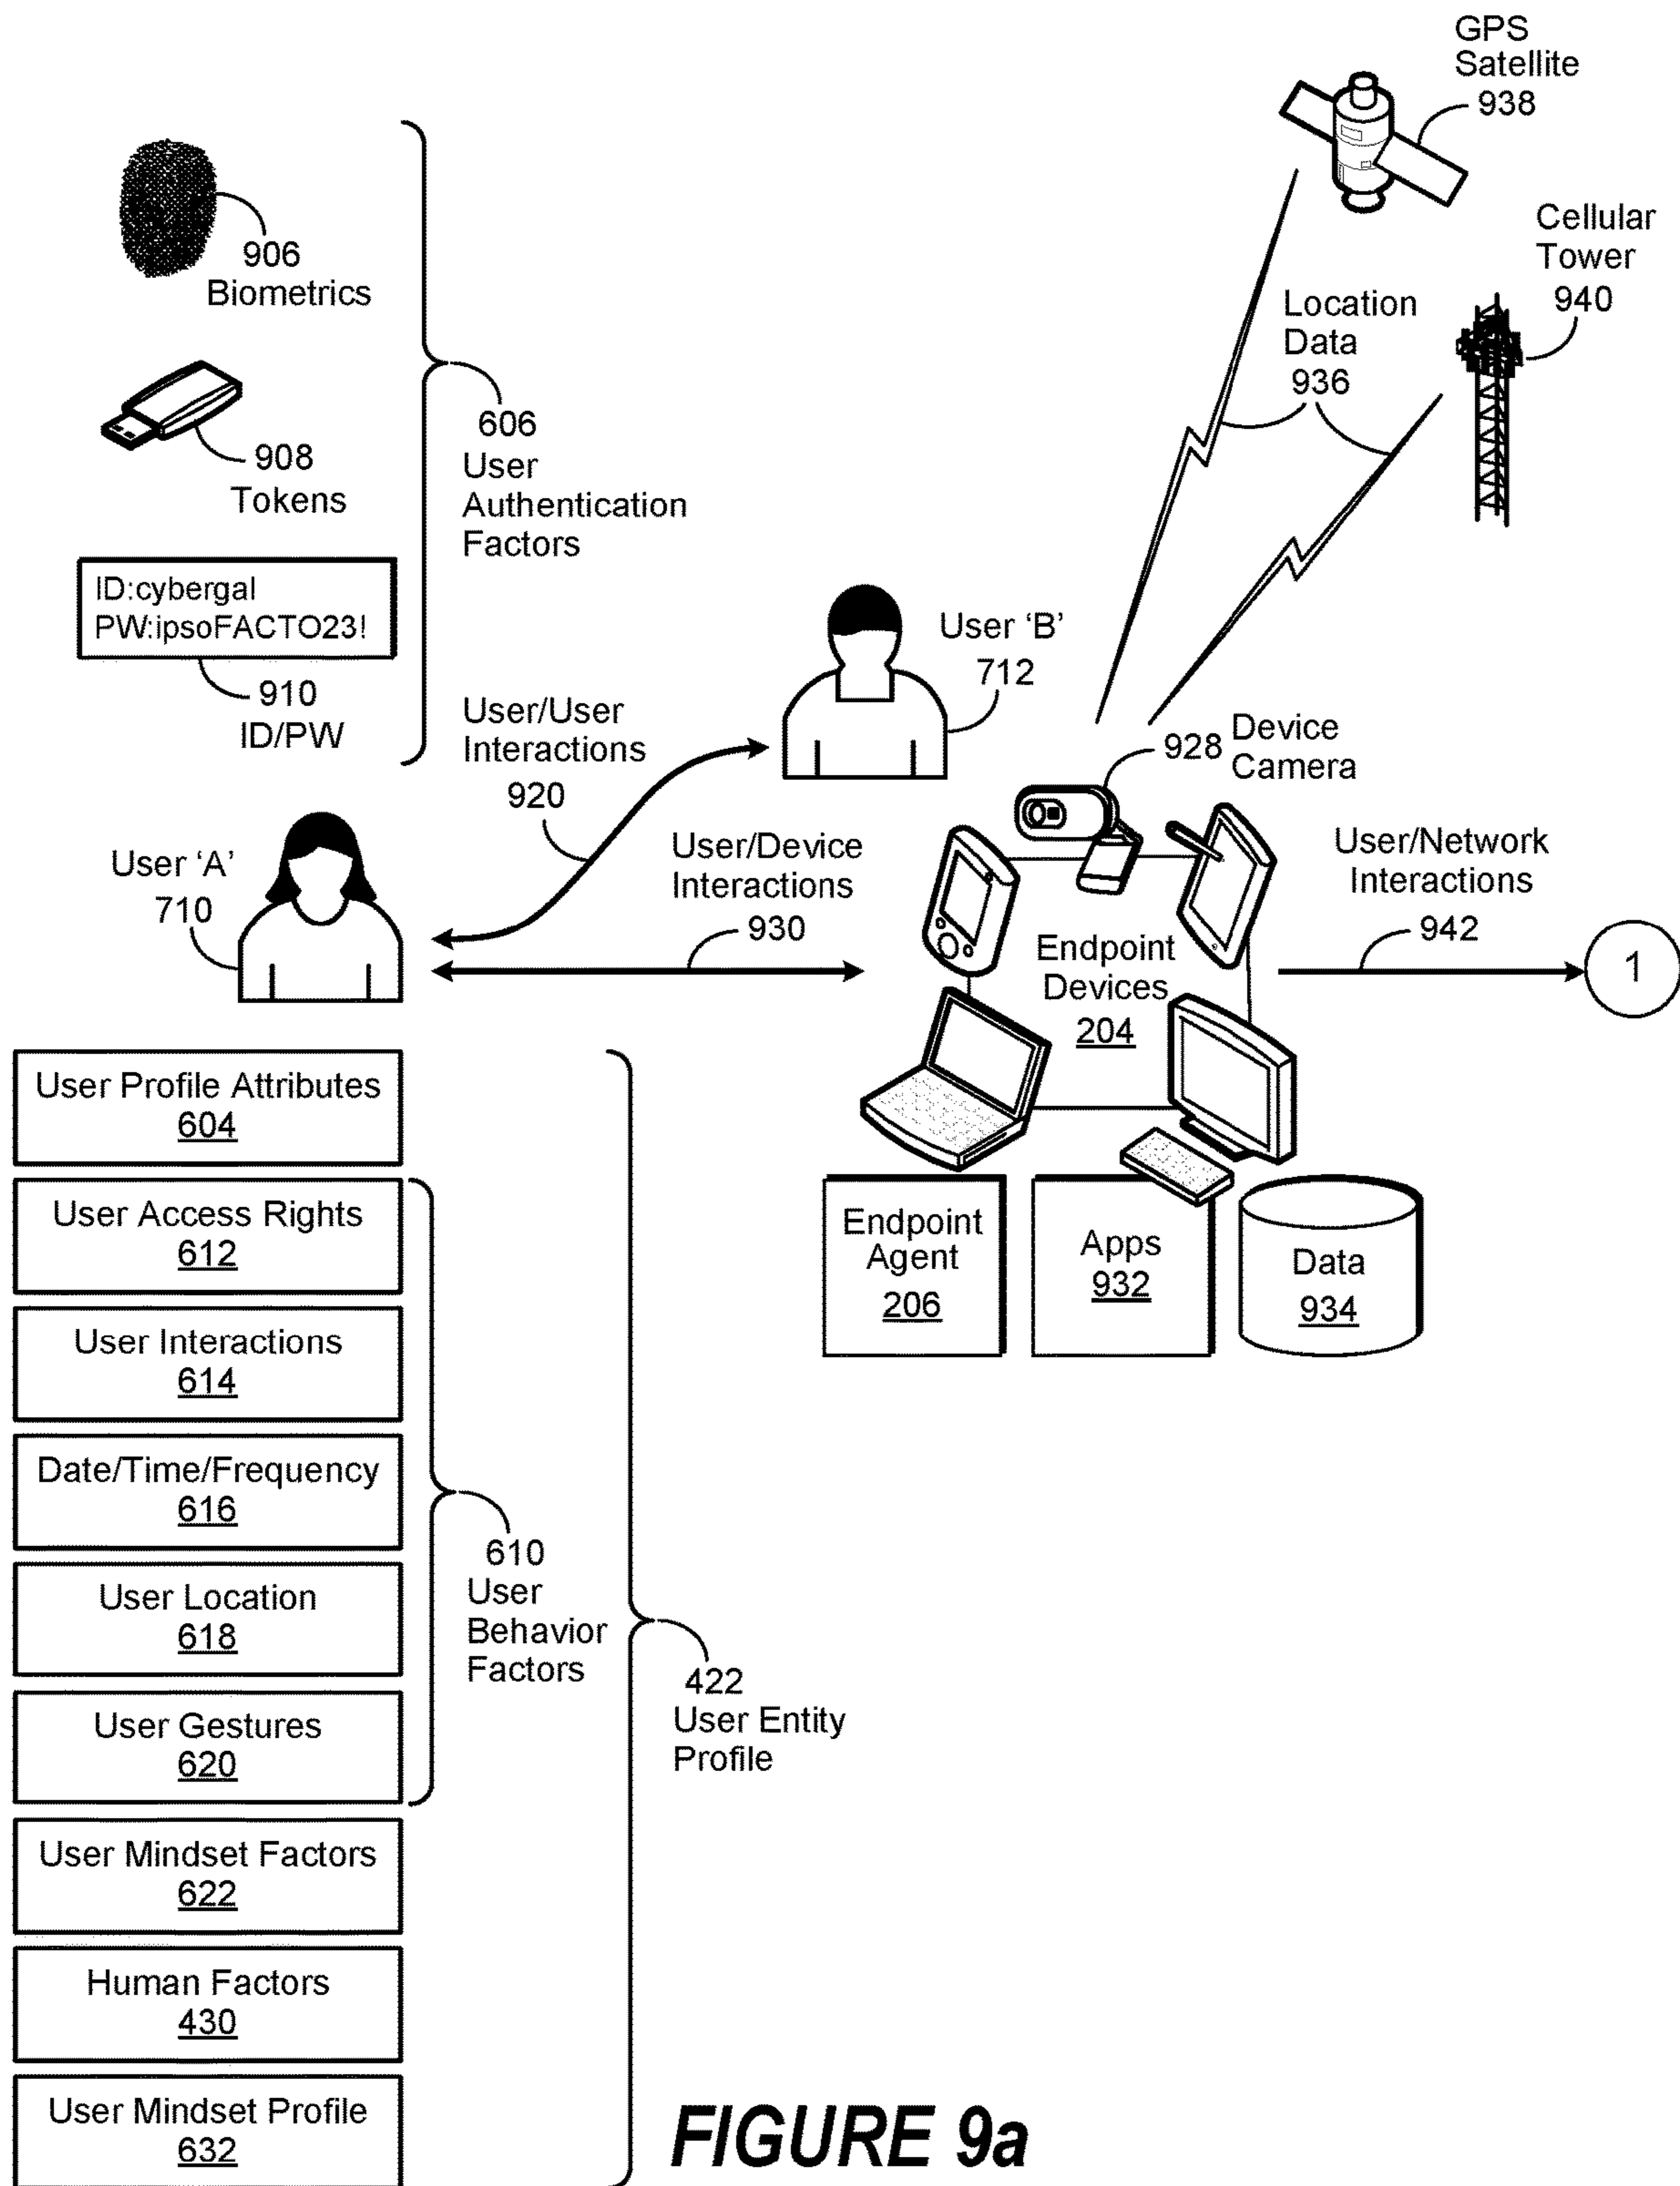 GPS
Satellite
938
Cellular
Tower
940
Location
Data
936
906
Biometrics
908
Tokens
ID:cybergal
PW:ipsoFACTO23!
910
ID/PW
606
User
Authentication
Factors
User ‘B’
712
User/User
Interactions
920
928
Device
Camera
User ‘A’
710
User/Device
Interactions
930
User/Network
Interactions
942
1
Endpoint
Devices
204
Endpoint
Agent
206
Apps
932
Data
934
User Profile Attributes
604
User Access Rights
612
User Interactions
614
Date/Time/Frequency
616
User Location
618
User Gestures
620
User Mindset Factors
622
Human Factors
430
User Mindset Profile
632
610
User
Behavior
Factors
422
User Entity
Profile
FIGURE 9a